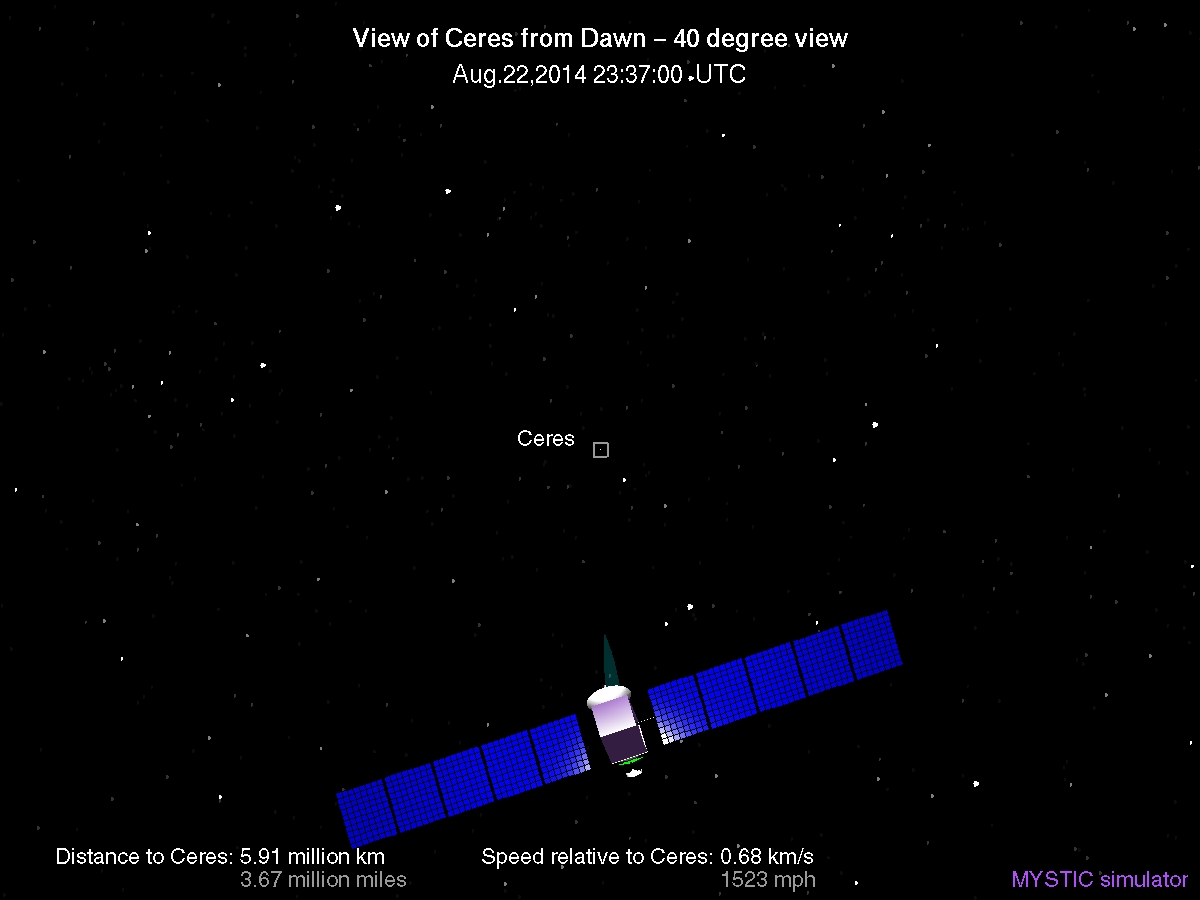 View of Ceres from Dawn – 40 degree view
Aug.22,2014 23:37:00 UTC
Ceres
Distance to Ceres: 5.91 million km
3.67 million miles
Speed relative to Ceres: 0.68 km/s
1523 mph
MYSTIC simulator